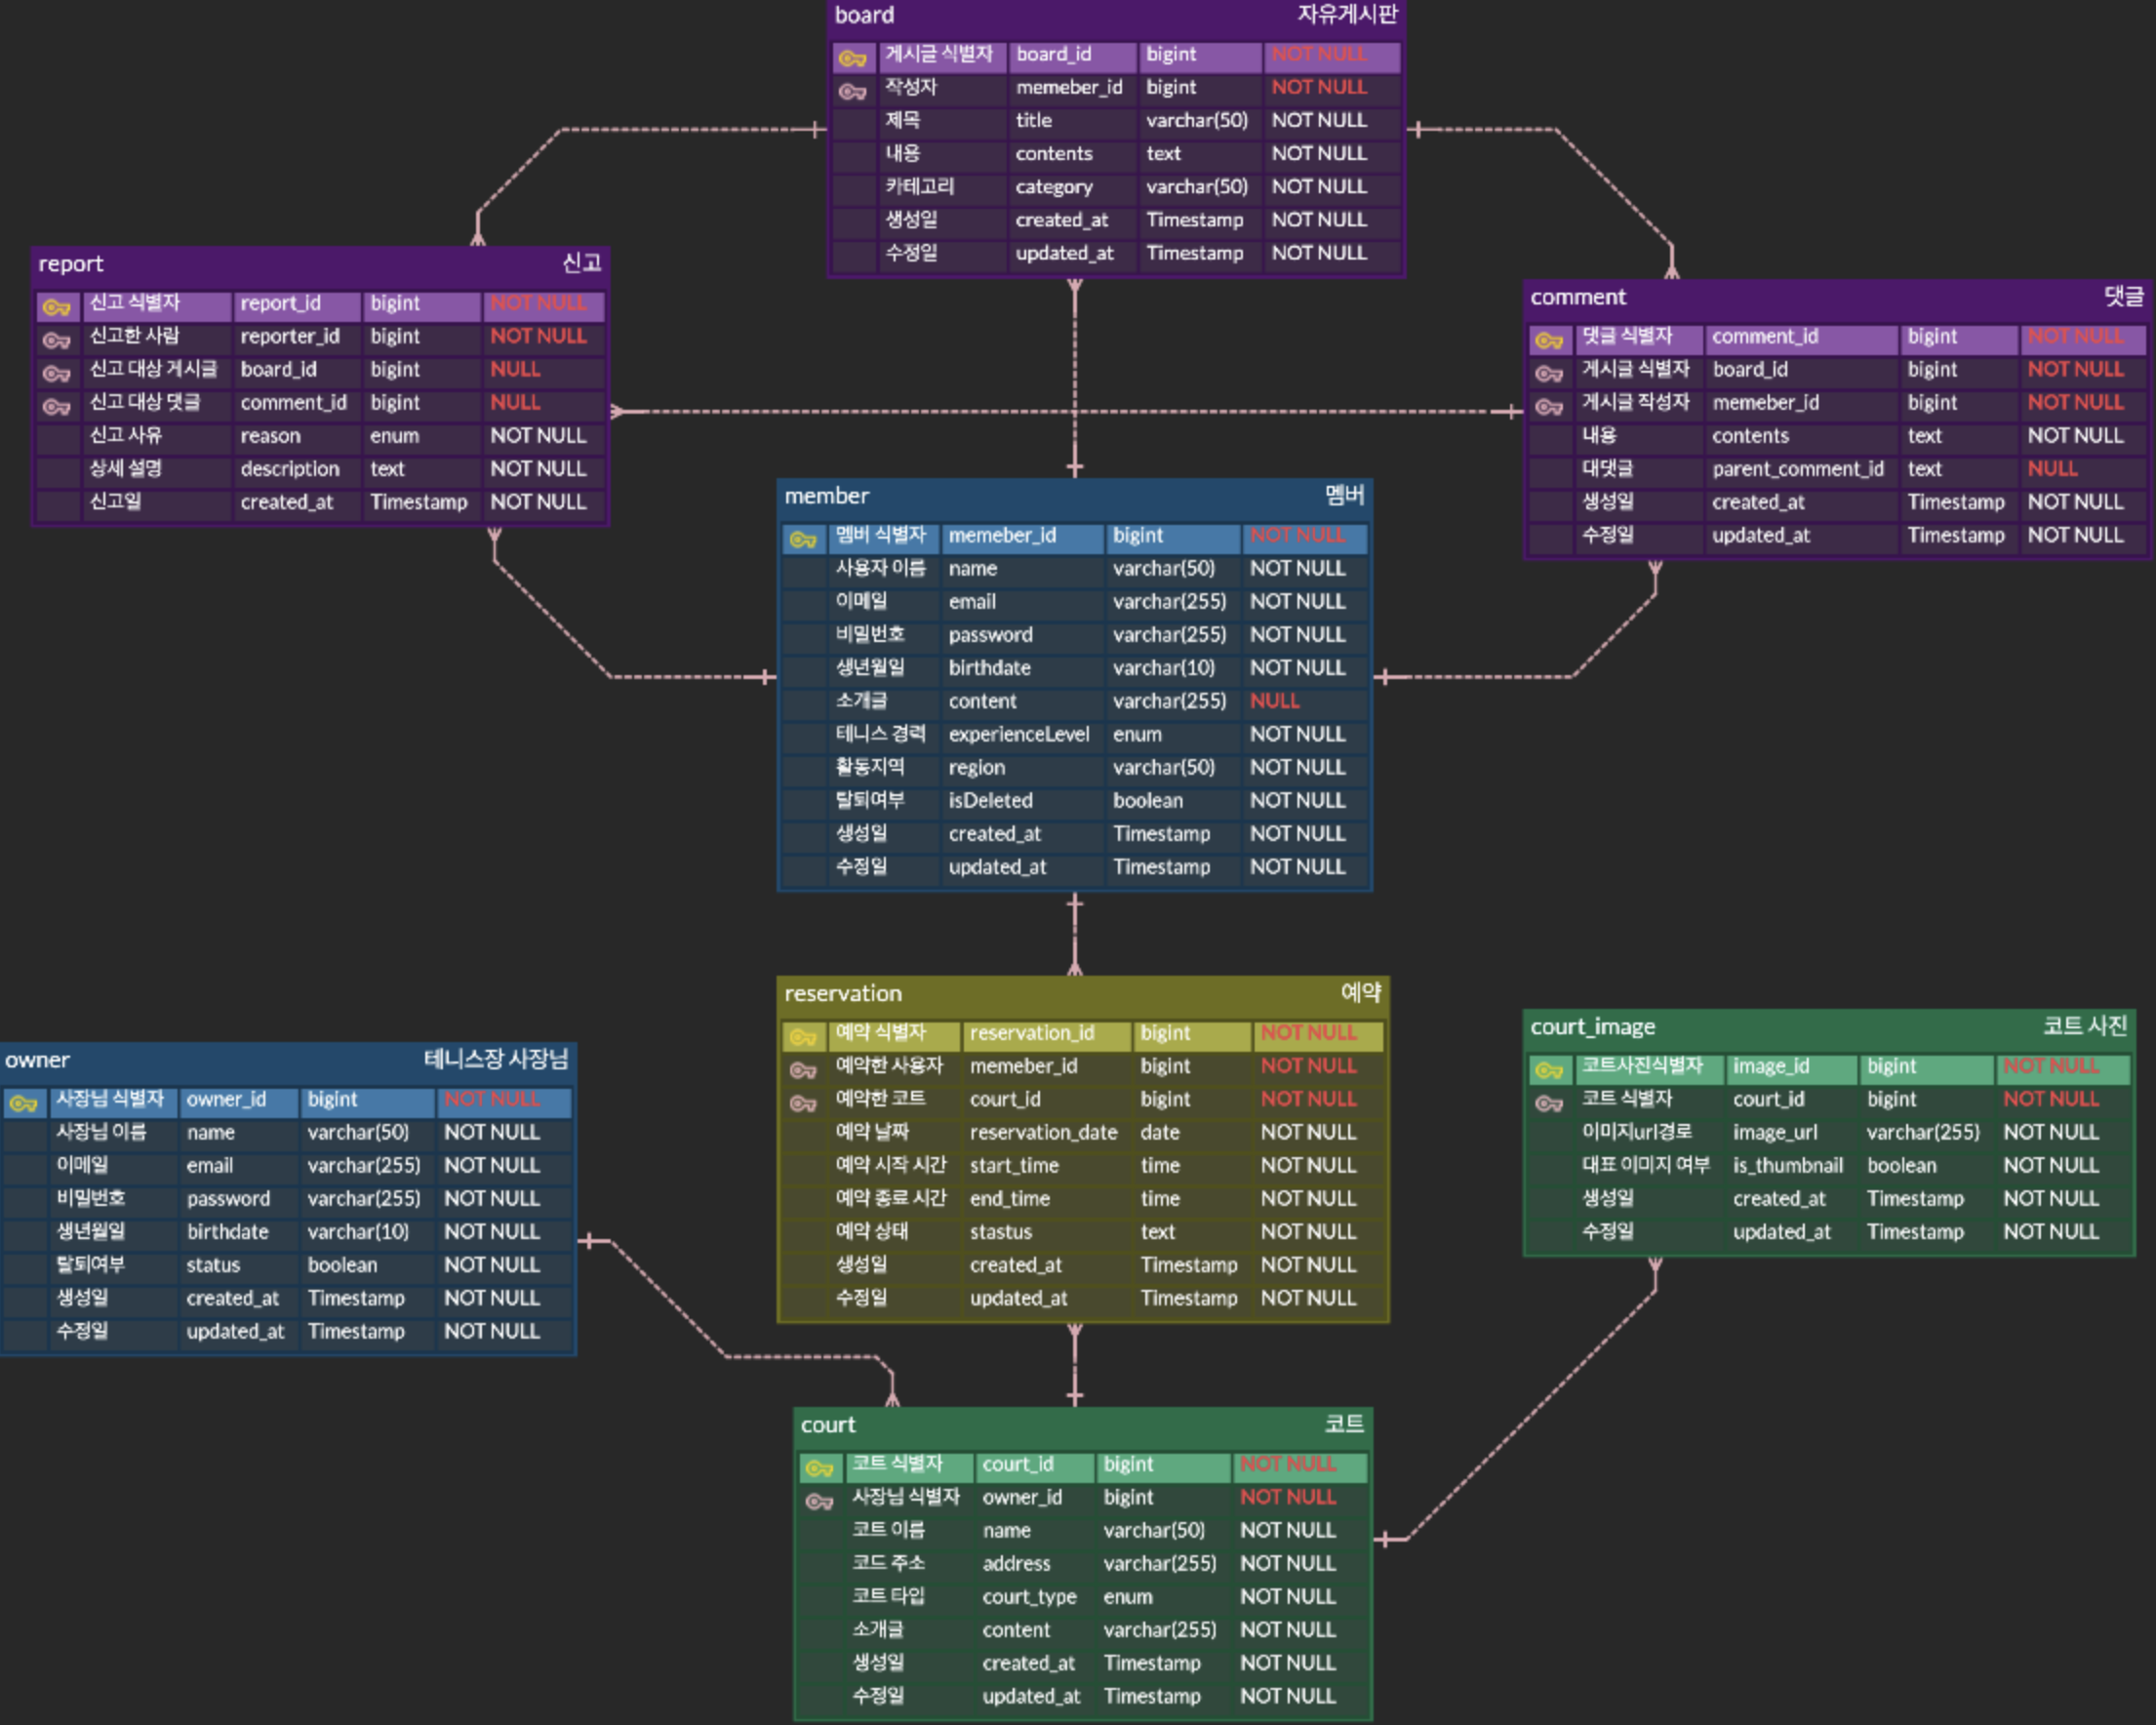 board 자유게시판
게시글 식별자 board_id bigint NOT NULL
작성자 memeber_id bigint NOT NULL
제목 title varchar(50) NOT NULL
내용 contents text NOT NULL
카테고리 category varchar(50) NOT NULL
생성일 created_at Timestamp NOT NULL
수정일 updated_at Timestamp NOT NULL
report 신고
신고 식별자 report_id bigint NOT NULL
신고한 사람 reporter_id bigint NOT NULL
신고 대상 게시글 board_id bigint NULL
신고 대상 댓글 comment_id bigint NULL
신고 사유 reason enum NOT NULL
상세 설명 description text NOT NULL
신고일 created_at Timestamp NOT NULL
comment 댓글
댓글 식별자 comment_id bigint NOT NULL
게시글 식별자 board_id bigint NOT NULL
게시글 작성자 memeber_id bigint NOT NULL
내용 contents text NOT NULL
대댓글 parent_comment_id text NULL
생성일 created_at Timestamp NOT NULL
수정일 updated_at Timestamp NOT NULL
member 멤버
멤버 식별자 memeber_id bigint NOT NULL
사용자 이름 name varchar(50) NOT NULL
이메일 email varchar(255) NOT NULL
비밀번호 password varchar(255) NOT NULL
생년월일 birthdate varchar(10) NOT NULL
소개글 content varchar(255) NULL
테니스 경력 experienceLevel enum NOT NULL
활동지역 region varchar(50) NOT NULL
탈퇴여부 isDeleted boolean NOT NULL
생성일 created_at Timestamp NOT NULL
수정일 updated_at Timestamp NOT NULL
reservation 예약
예약 식별자 reservation_id bigint NOT NULL
예약한 사용자 memeber_id bigint NOT NULL
예약한 코트 court_id bigint NOT NULL
예약 날짜 reservation_date date NOT NULL
예약 시작 시간 start_time time NOT NULL
예약 종료 시간 end_time time NOT NULL
예약 상태 stastus text NOT NULL
생성일 created_at Timestamp NOT NULL
수정일 updated_at Timestamp NOT NULL
owner 테니스장 사장님
사장님 식별자 owner_id bigint NOT NULL
사장님 이름 name varchar(50) NOT NULL
이메일 email varchar(255) NOT NULL
비밀번호 password varchar(255) NOT NULL
생년월일 birthdate varchar(10) NOT NULL
탈퇴여부 status boolean NOT NULL
생성일 created_at Timestamp NOT NULL
수정일 updated_at Timestamp NOT NULL
court_image 코트 사진
코트사진식별자 image_id bigint NOT NULL
코트 식별자 court_id bigint NOT NULL
이미지url경로 image_url varchar(255) NOT NULL
대표 이미지 여부 is_thumbnail boolean NOT NULL
생성일 created_at Timestamp NOT NULL
수정일 updated_at Timestamp NOT NULL
court 코트
코트 식별자 court_id bigint NOT NULL
사장님 식별자 owner_id bigint NOT NULL
코트 이름 name varchar(50) NOT NULL
코드 주소 address varchar(255) NOT NULL
코트 타입 court_type enum NOT NULL
소개글 content varchar(255) NOT NULL
생성일 created_at Timestamp NOT NULL
수정일 updated_at Timestamp NOT NULL